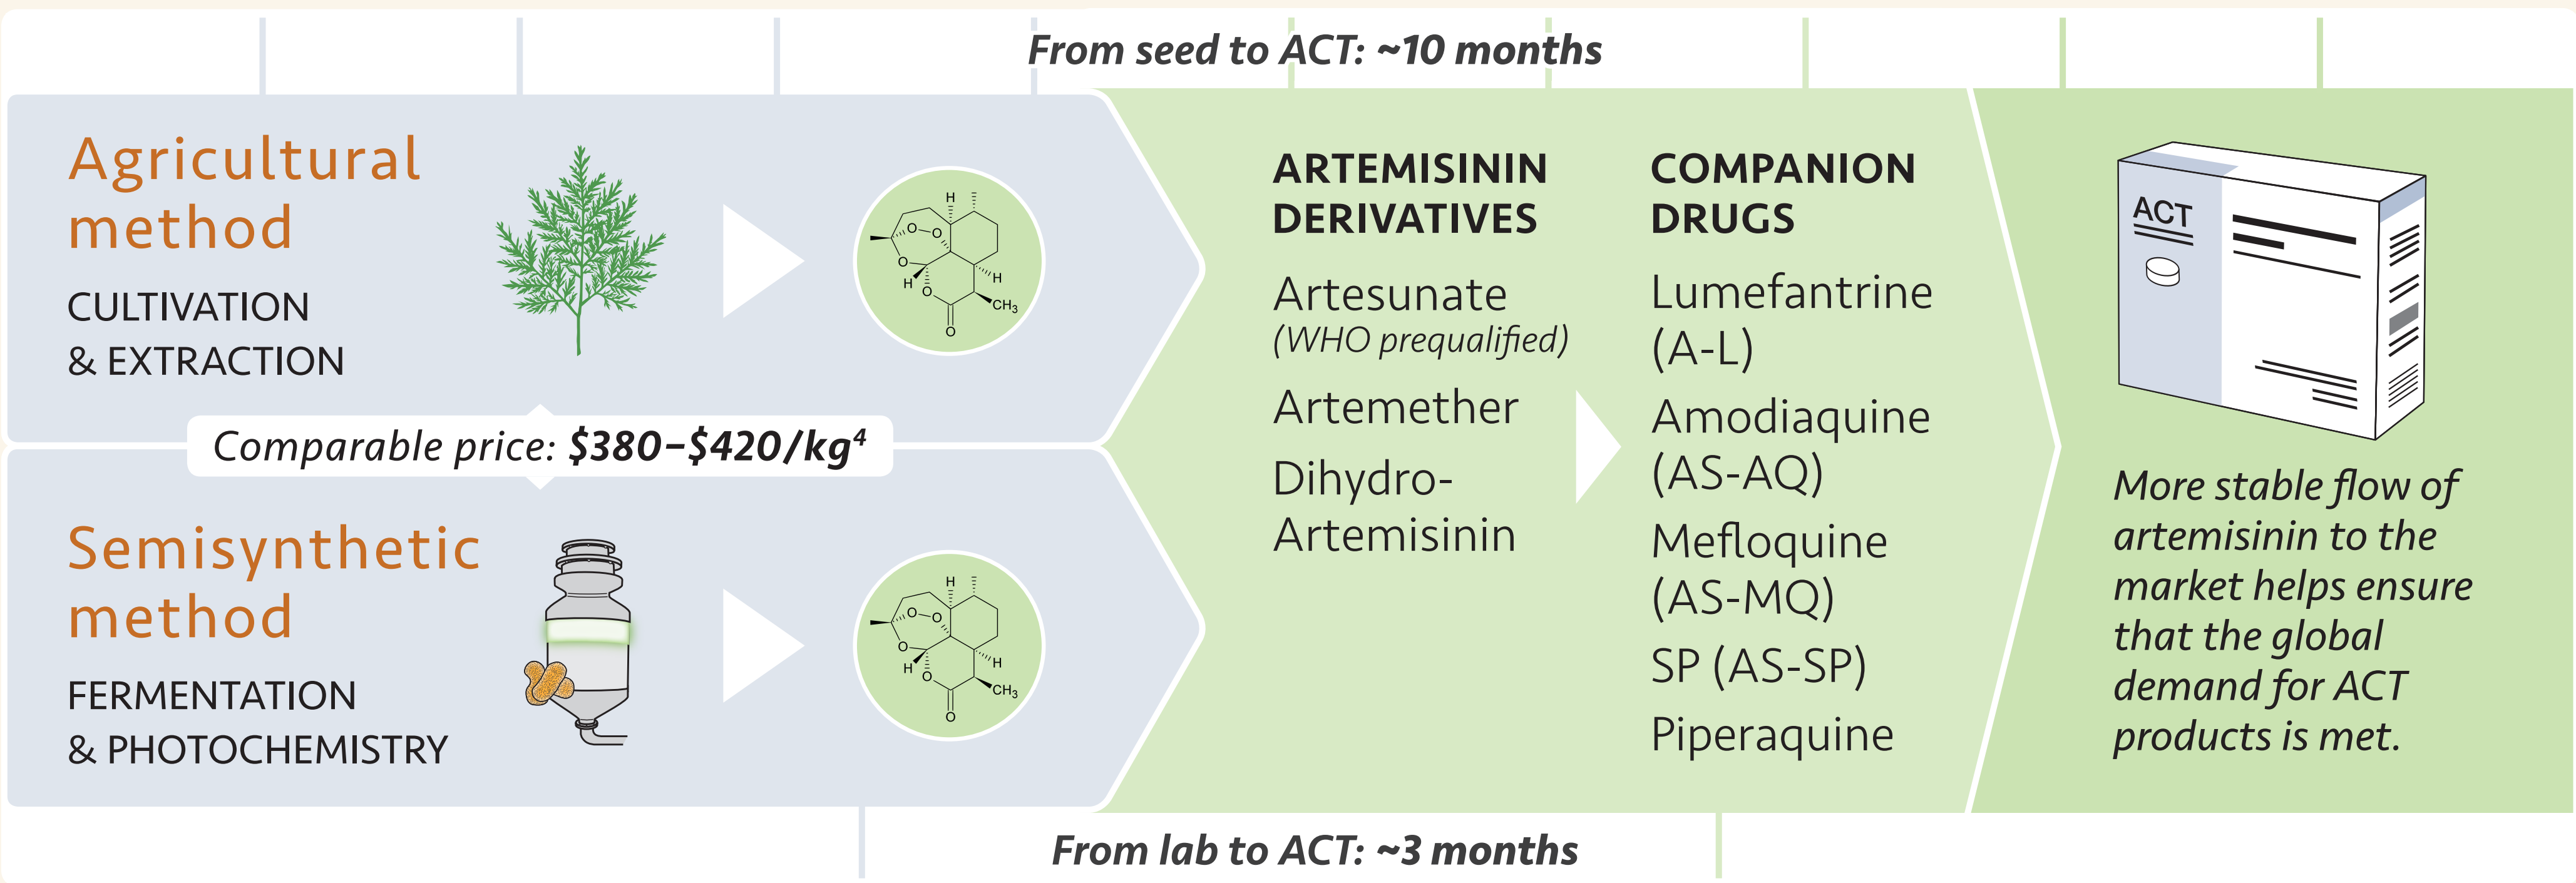 From seed to ACT: ~10 months
Agricultural
method
CULTIVATION
& EXTRACTION
H
O
O
O
H
O
H
CH3
O
Comparable price: $380–$420/kg4
Semisynthetic
method
FERMENTATION
& PHOTOCHEMISTRY
H
O
O
O
H
O
H
CH3
O
ARTEMISININ
DERIVATIVES
Artesunate
(WHO prequalified)
Artemether
Dihydro-
Artemisinin
COMPANION
DRUGS
Lumefantrine
(A-L)
Amodiaquine
(AS-AQ)
Mefloquine
(AS-MQ)
SP (AS-SP)
Piperaquine
ACT
More stable flow of
artemisinin to the
market helps ensure
that the global
demand for ACT
products is met.
From lab to ACT: ~3 months